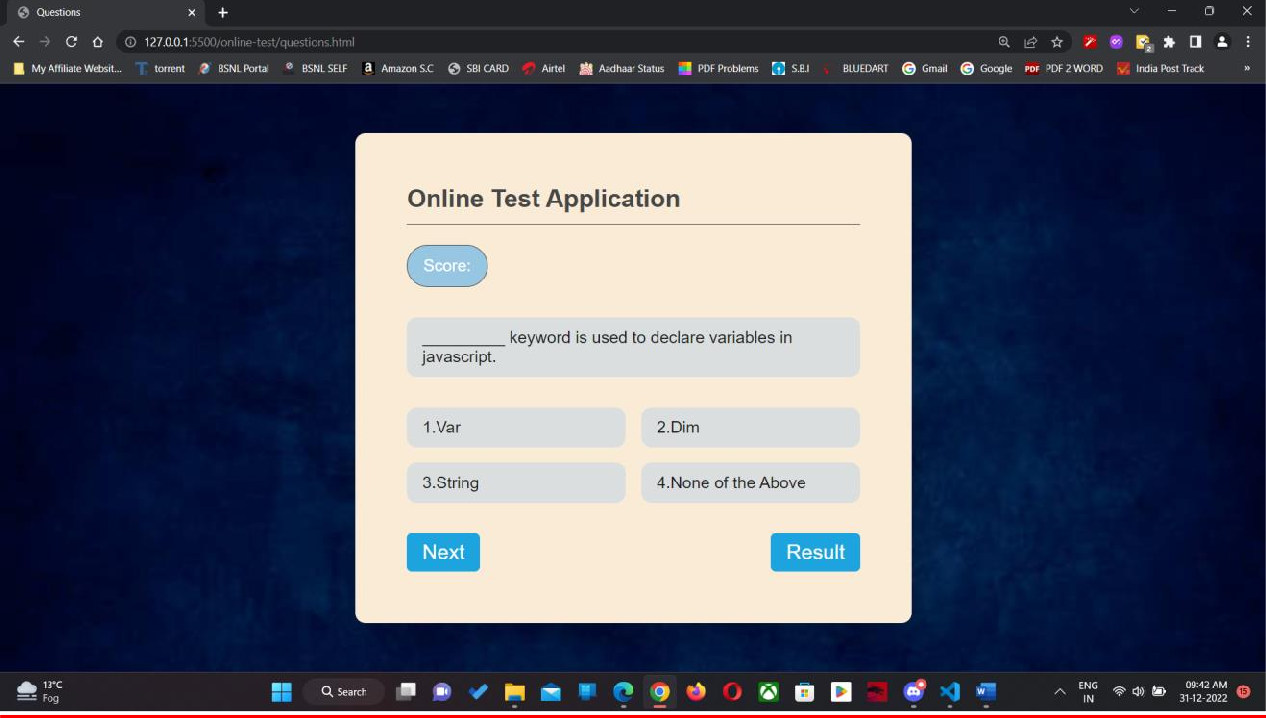 Questions
127.0.0.1:5500/online-test/questions.html
My Affiliate Websit... torrent BSNL Portal BSNL SELF Amazon S.C SBI CARD Airtel Aadhaar Status PDF Problems S.B.I BLUEDART Gmail Google PDF 2 WORD India Post Track »
Online Test Application
Score:
_________ keyword is used to declare variables in
javascript.
1.Var 2.Dim
3.String 4.None of the Above
Next Result
13°C
Fog
Search
ENG
IN
09:42 AM
31-12-2022
15